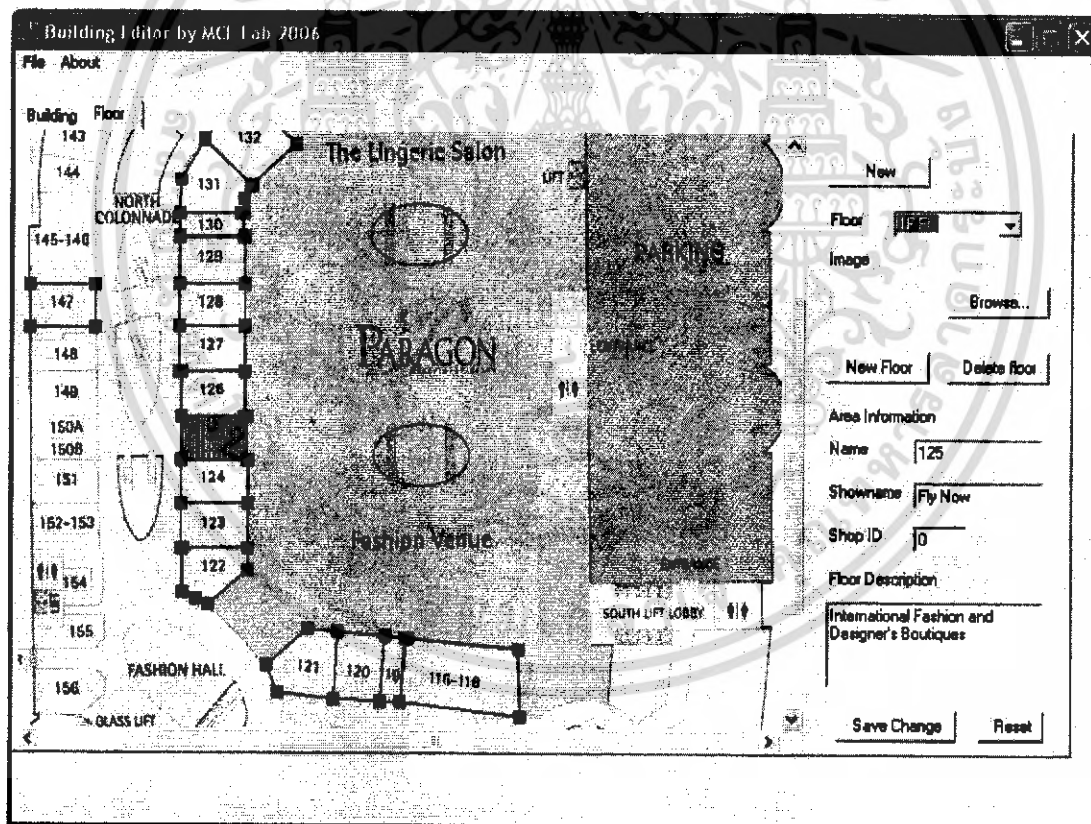 Building Editor by MCL Lab 2006
File About
Building Floor
143
144
NORTH
COLONNADE
145-146
147
148
149
150A
150B
151
152-153
154
155
156
FASHION HALL
GLASS LIFT
132
131
130
129
128
127
126
124
123
122
121
120
116-118
The Lingerie Salon
LIFT
PARKING
PARAGON
Fashion Venue
ENTRANCE
SOUTH LIFT LOBBY
New
Floor
Image
Browse...
New Floor Delete floor
Area Information
Name 125
Showname Fly Now
Shop ID 0
Floor Description
International Fashion and
Designer's Boutiques
Save Change Reset